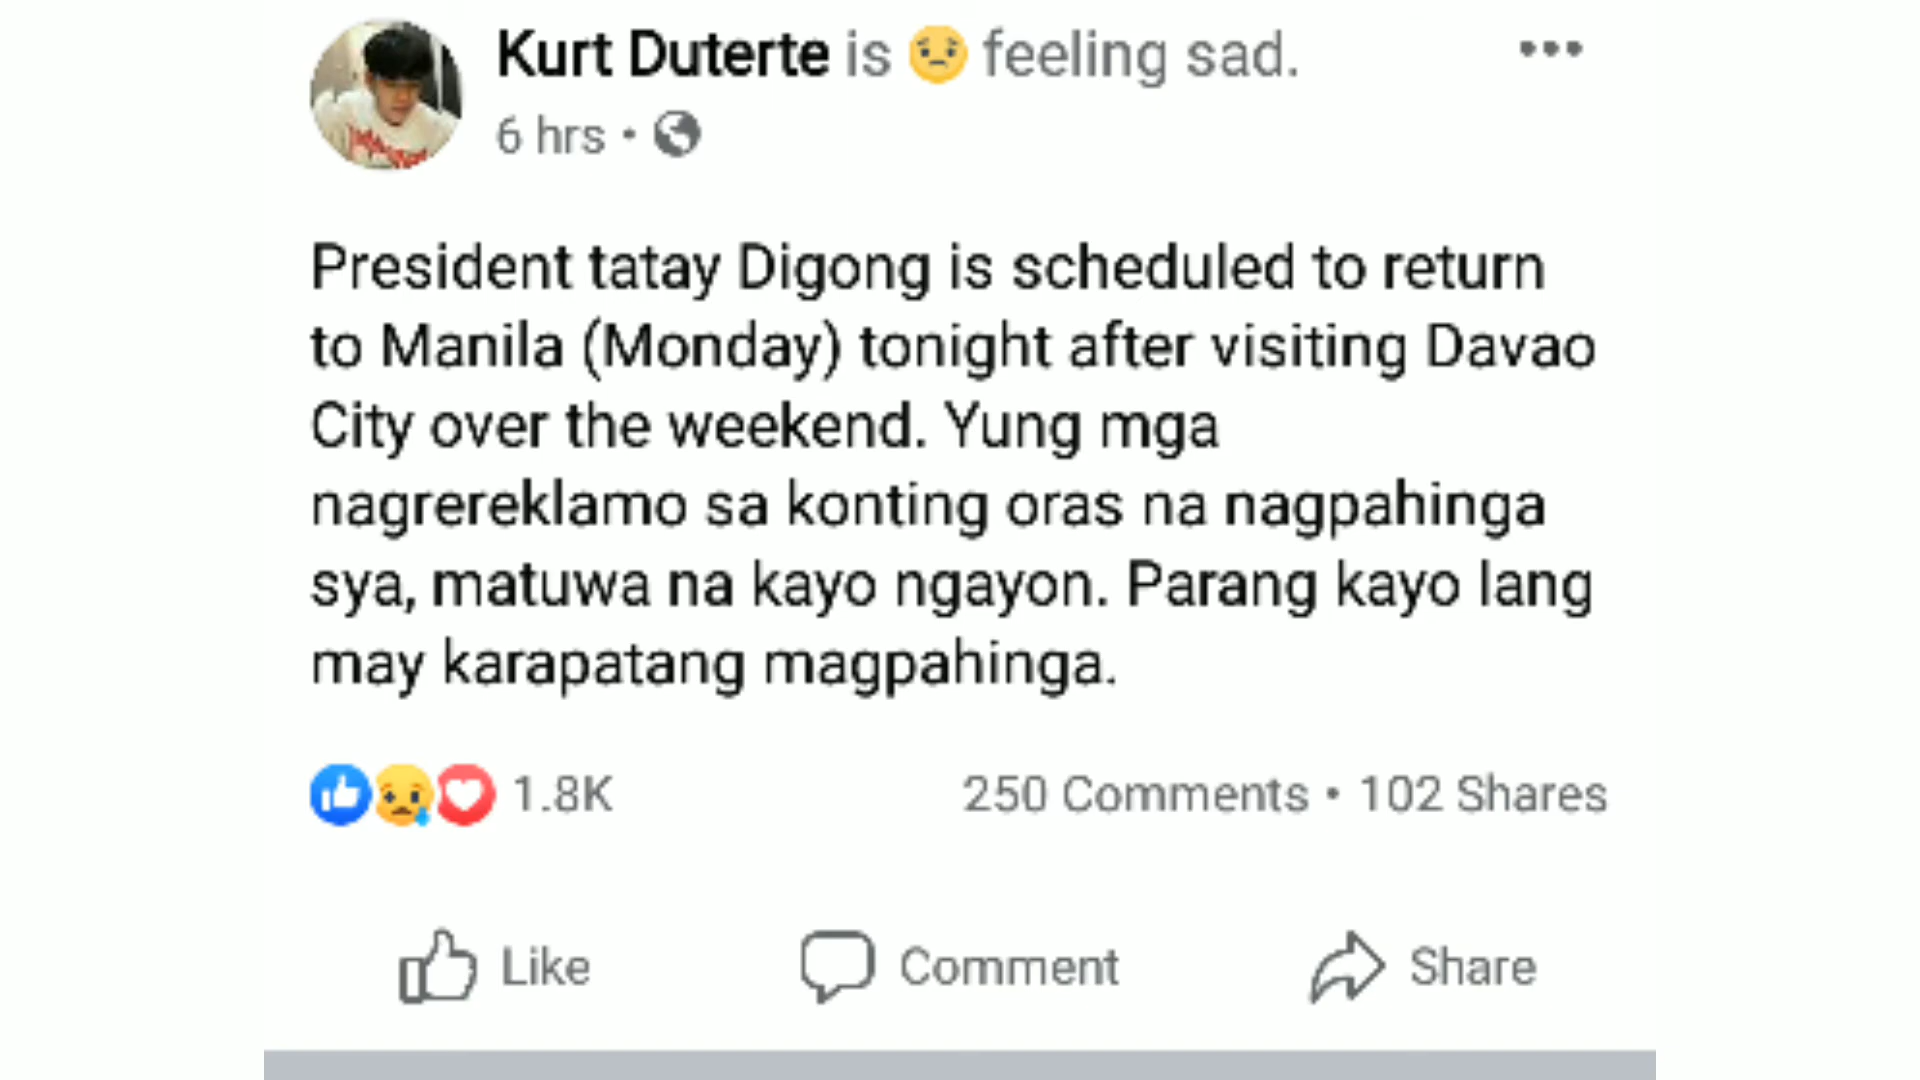 Kurt Duterte is feeling sad.
6 hrs •
President tatay Digong is scheduled to return
to Manila (Monday) tonight after visiting Davao
City over the weekend. Yung mga
nagrereklamo sa konting oras na nagpahinga
sya, matuwa na kayo ngayon. Parang kayo lang
may karapatang magpahinga.
1.8K 250 Comments • 102 Shares
Like Comment Share